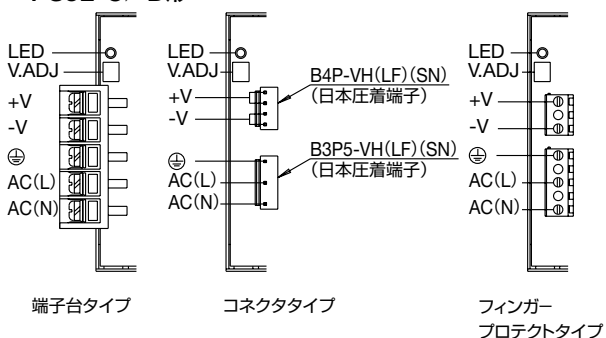 LED
V.ADJ
+V
-V
AC(L)
AC(N)
端子台タイプ
LED
V.ADJ
+V
-V
AC(L)
AC(N)
B4P-VH(LF)(SN)
(日本圧着端子)
B3P5-VH(LF)(SN)
(日本圧着端子)
コネクタタイプ
LED
V.ADJ
+V
-V
AC(L)
AC(N)
フィンガー
プロテクトタイプ